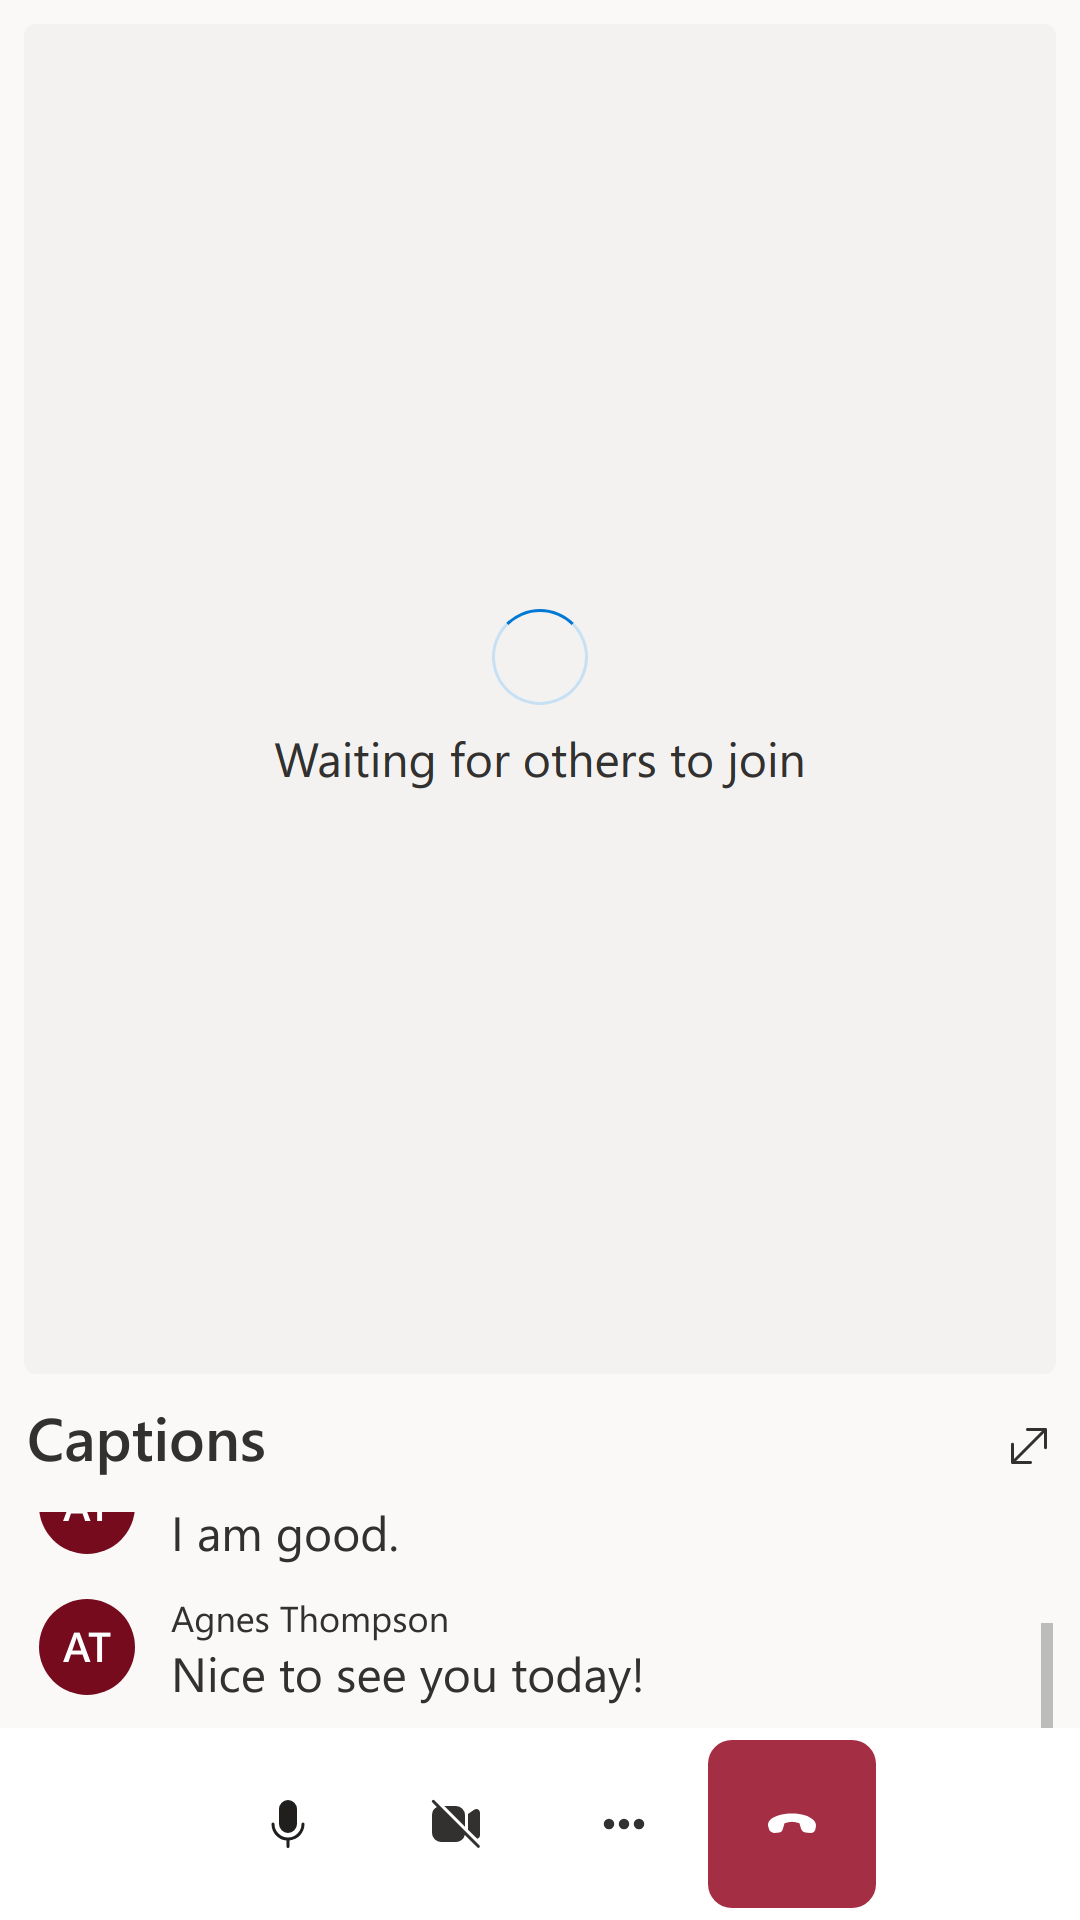 Waiting for others to join
Captions
I am good.
Agnes Thompson
AT
Nice to see you today!